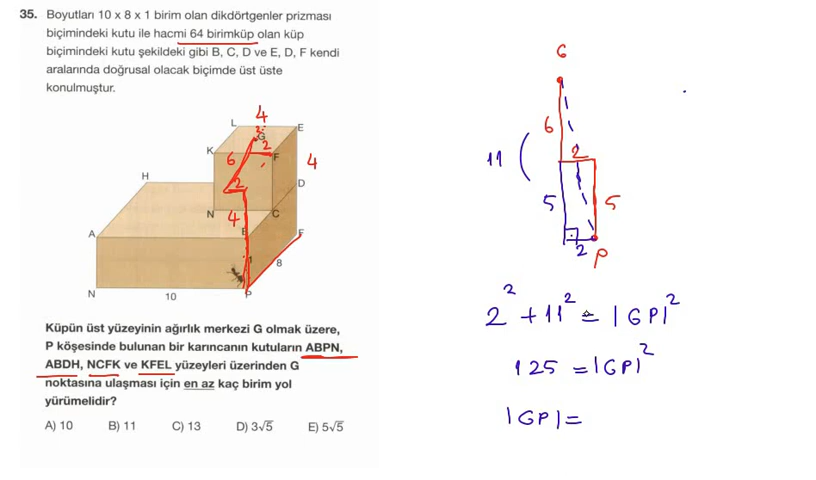 35. Boyutları 10 x 8 x 1 birim olan dikdörtgenler prizması
biçimindeki kutu ile hacmi 64 birimküp olan küp
biçimindeki kutu şekildeki gibi B, C, D ve E, D, F kendi
aralarında doğrusal olacak biçimde üst üste
konulmuştur.
4
L
E
G
2
K
6
2
F
4
H
2
D
N
4
C
A
B
F
1
8
N
10
P
Küpün üst yüzeyinin ağırlık merkezi G olmak üzere,
P köşesinde bulunan bir karıncanın kutuların ABPN,
ABDH, NCFK ve KFEL yüzeyleri üzerinden G
noktasına ulaşması için en az kaç birim yol
yürümelidir?
A) 10 B) 11 C) 13 D) 3√5 E) 5√5
G
6
2
11
5
5
2
P
2² + 11² = |GP|²
125 = |GP|²
|GP| =